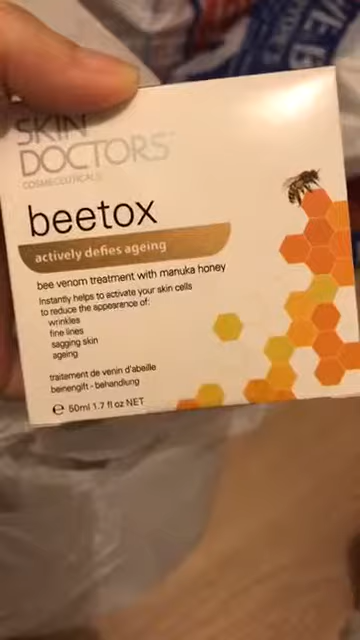 SKIN
DOCTORS™
COSMECEUTICALS
beetox
actively defies ageing
bee venom treatment with manuka honey
Instantly helps to activate your skin cells
to reduce the appearance of:
wrinkles
fine lines
sagging skin
ageing
traitement de venin d'abeille
beinengift - behandlung
℮ 50ml 1.7 fl oz NET